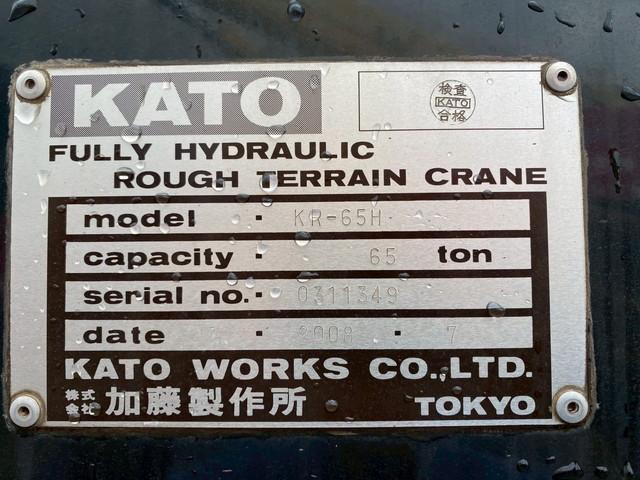 KATO
検査
KATO
合格
FULLY HYDRAULIC
ROUGH TERRAIN CRANE
model · KR-65H
capacity · 65 ton
serial no. · 0311349
date · 2008 · 7
KATO WORKS CO.,LTD.
株式会社 加藤製作所 TOKYO